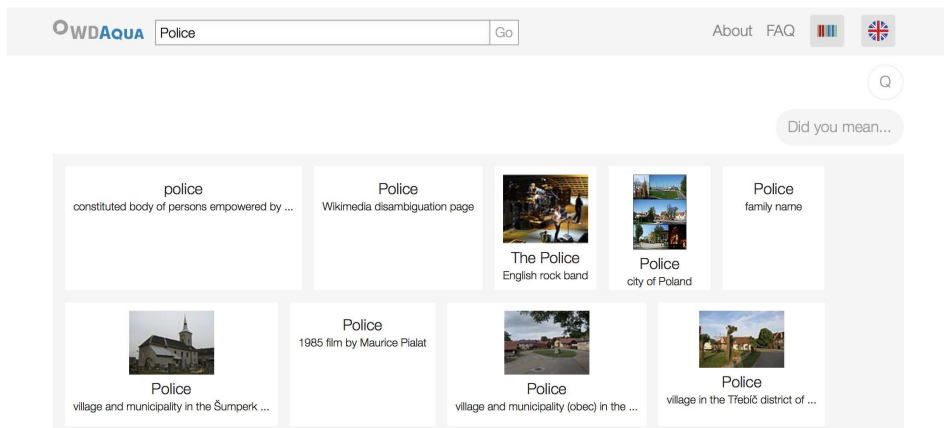 WDAqua
Police
Go
About
FAQ
Q
Did you mean...
police
constituted body of persons empowered by ...
Police
Wikimedia disambiguation page
The Police
English rock band
Police
city of Poland
Police
family name
Police
village and municipality in the Šumperk ...
Police
1985 film by Maurice Pialat
Police
village and municipality (obec) in the ...
Police
village in the Třebíč district of ...